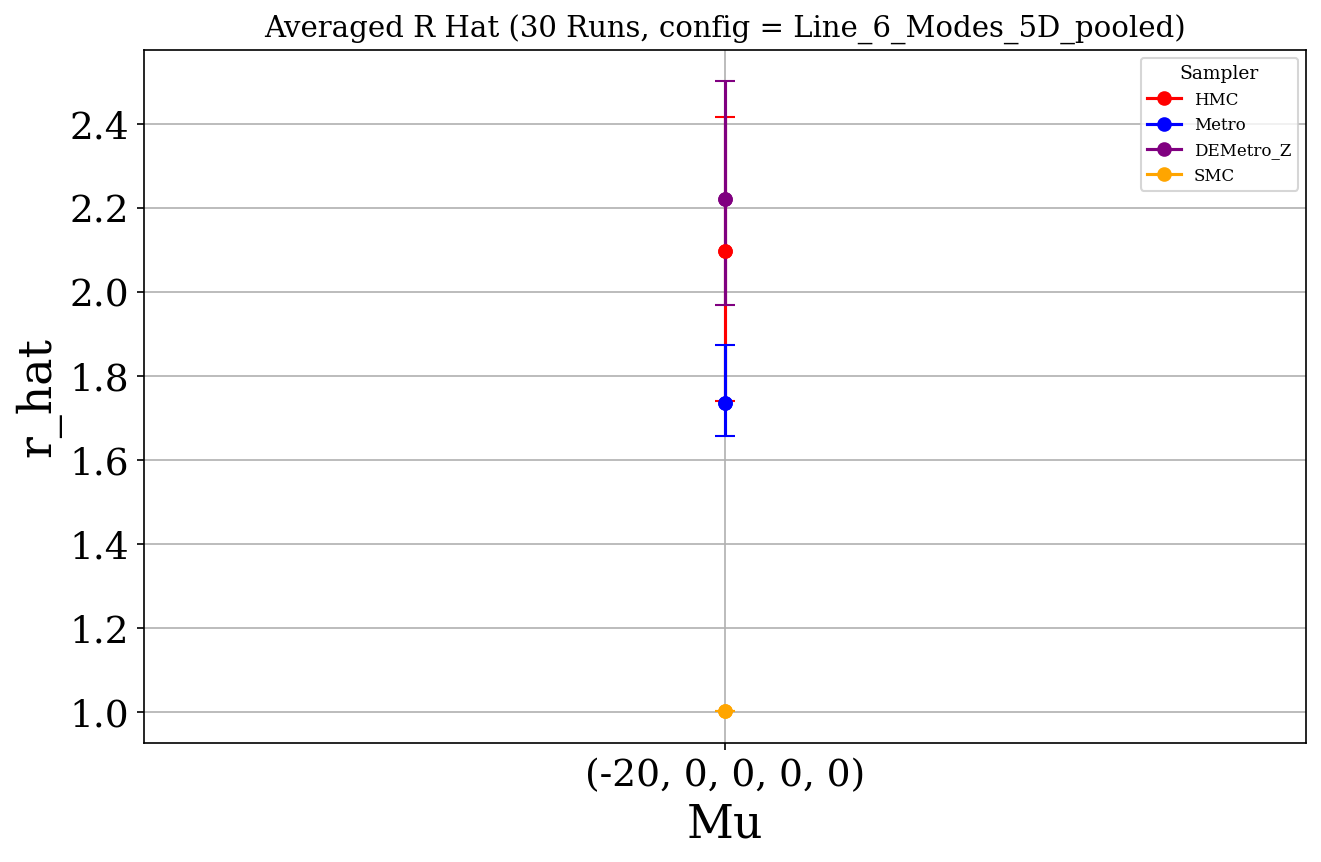 Averaged R Hat (30 Runs, config = Line_6_Modes_5D_pooled)
Sampler
HMC
Metro
DEMetro_Z
SMC
2.4
2.2
2.0
1.8
1.6
1.4
1.2
1.0
r_hat
(-20, 0, 0, 0, 0)
Mu